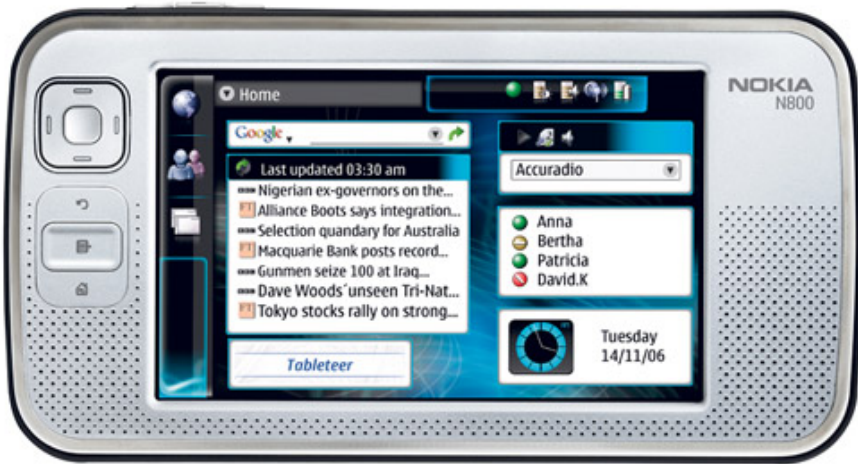 NOKIA
N800
Home
Google
Last updated 03:30 am
Nigerian ex-governors on the...
Alliance Boots says integration...
Selection quandary for Australia
Macquarie Bank posts record...
Gunmen seize 100 at Iraq...
Dave Woods´unseen Tri-Nat...
Tokyo stocks rally on strong...
Tableteer
Accuradio
Anna
Bertha
Patricia
David.K
Tuesday
14/11/06